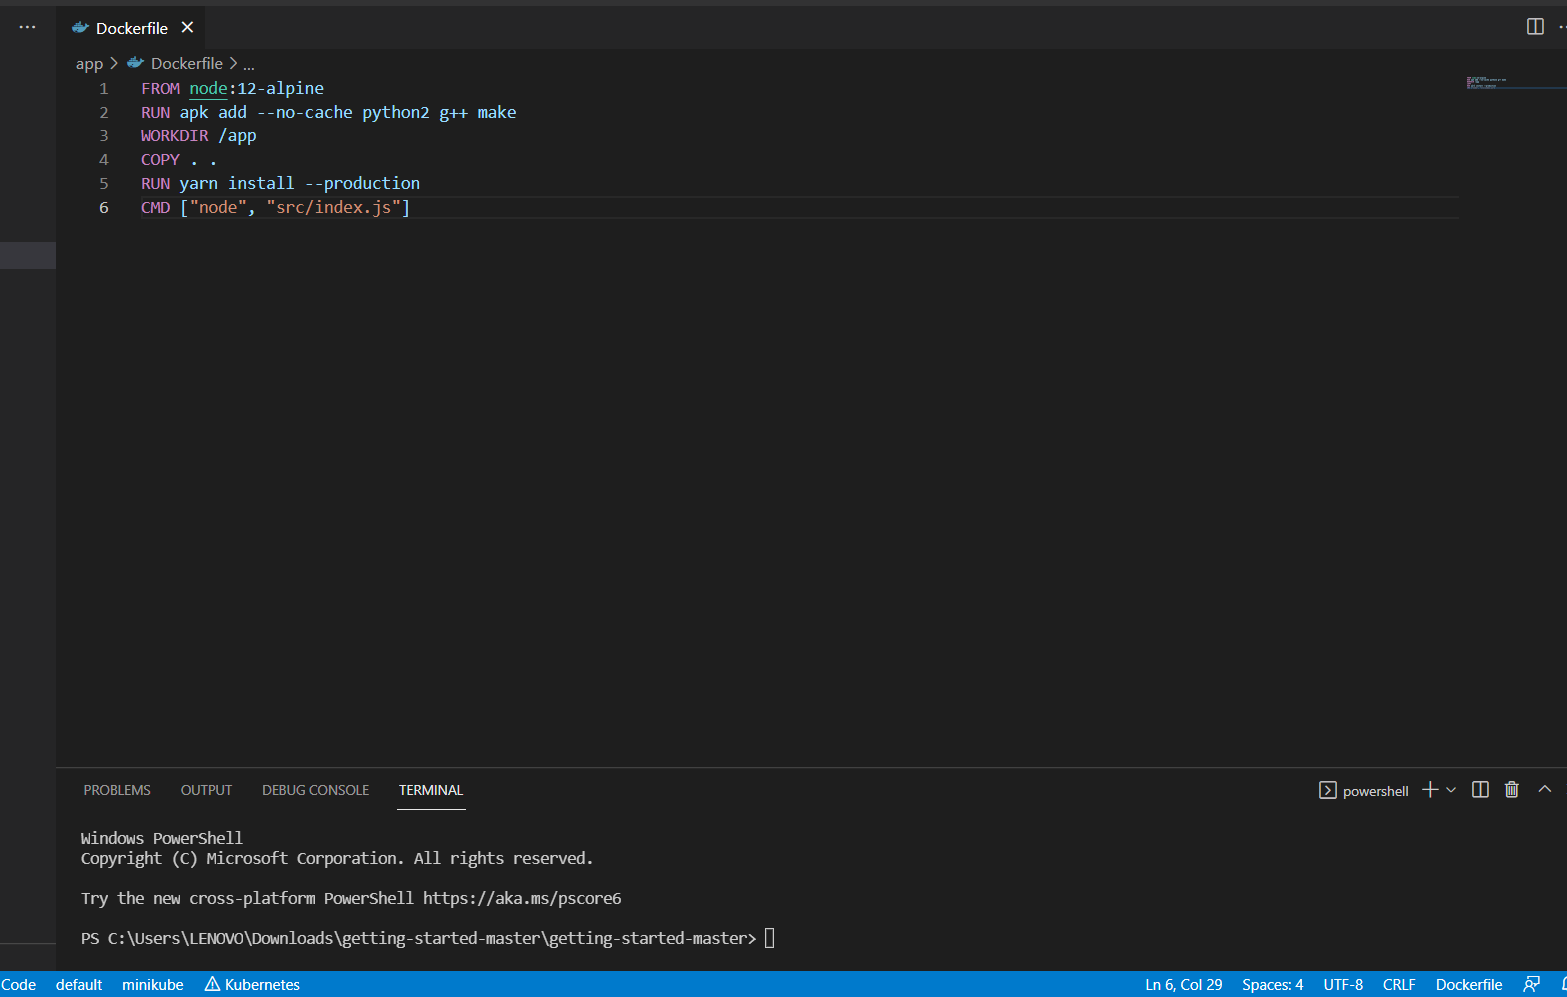 Dockerfile
app > Dockerfile > ...
1 FROM node:12-alpine
2 RUN apk add --no-cache python2 g++ make
3 WORKDIR /app
4 COPY . .
5 RUN yarn install --production
6 CMD ["node", "src/index.js"]
PROBLEMS OUTPUT DEBUG CONSOLE TERMINAL powershell
Windows PowerShell
Copyright (C) Microsoft Corporation. All rights reserved.
Try the new cross-platform PowerShell https://aka.ms/pscore6
PS C:\Users\LENOVO\Downloads\getting-started-master\getting-started-master>
Code default minikube Kubernetes Ln 6, Col 29 Spaces: 4 UTF-8 CRLF Dockerfile